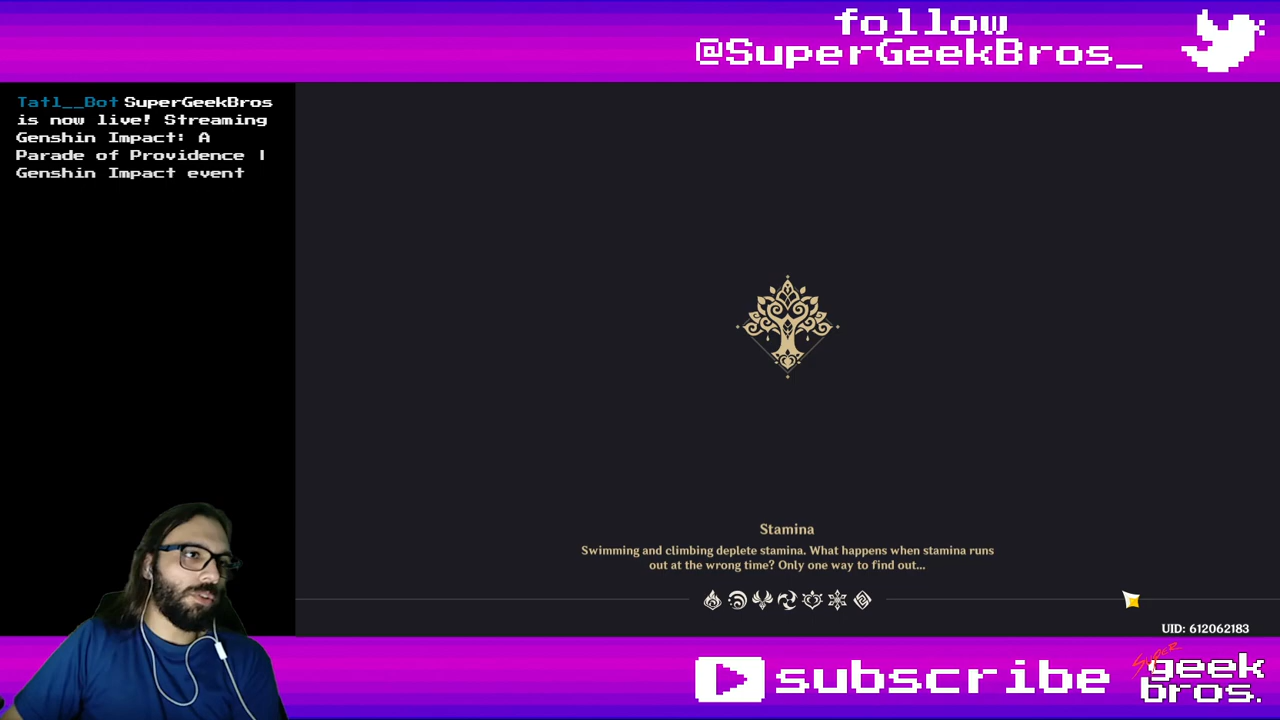 follow
@SuperGeekBros_
Tatl__Bot SuperGeekBros
is now live! Streaming
Genshin Impact: A
Parade of Providence |
Genshin Impact event
Stamina
Swimming and climbing deplete stamina. What happens when stamina runs
out at the wrong time? Only one way to find out...
UID: 612062183
subscribe
SUPER
geek
bros.